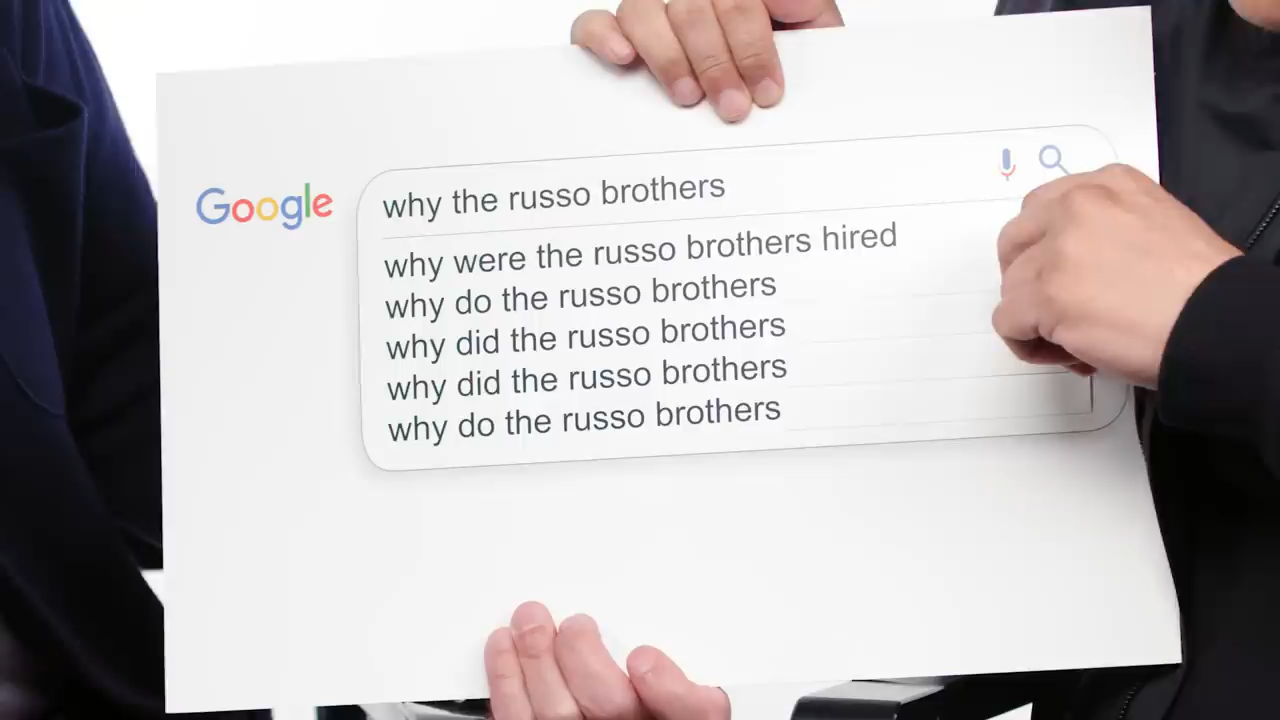 Google
why the russo brothers
why were the russo brothers hired
why do the russo brothers
why did the russo brothers
why did the russo brothers
why do the russo brothers